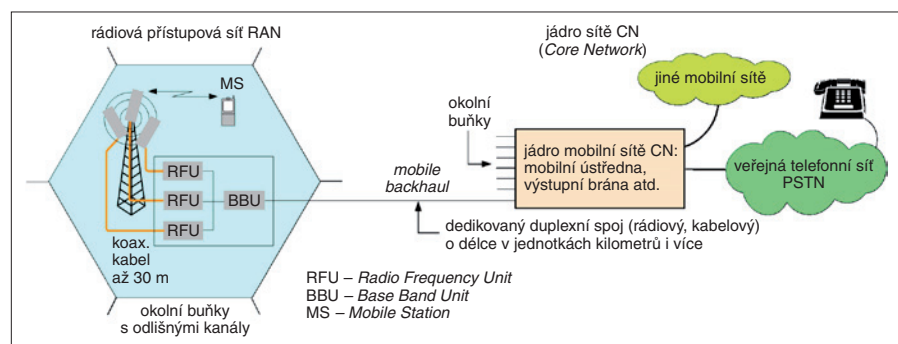 rádiová přístupová síť RAN
MS
RFU
RFU
BBU
RFU
koax.
kabel
až 30 m
okolní buňky
s odlišnými kanály
jádro sítě CN
(Core Network)
jiné mobilní sítě
okolní
buňky
jádro mobilní sítě CN:
mobilní ústředna,
výstupní brána atd.
veřejná telefonní síť
PSTN
mobile
backhaul
dedikovaný duplexní spoj (rádiový, kabelový)
o délce v jednotkách kilometrů i více
RFU – Radio Frequency Unit
BBU – Base Band Unit
MS – Mobile Station